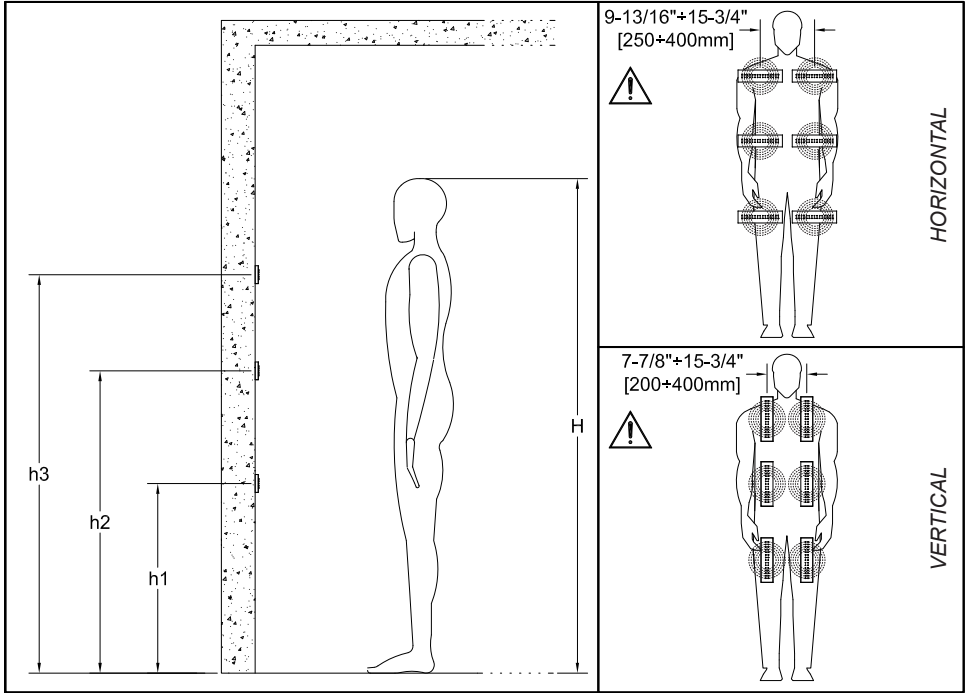 h3
h2
h1
H
9-13/16"÷15-3/4"
[250÷400mm]
HORIZONTAL
7-7/8"÷15-3/4"
[200÷400mm]
VERTICAL